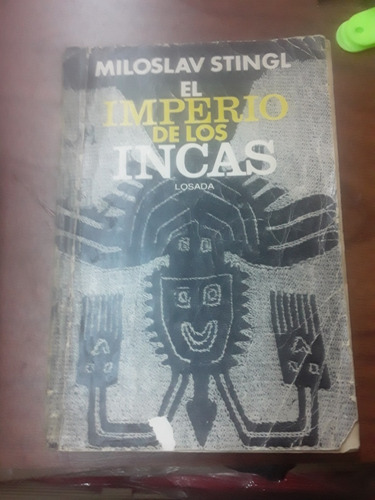 MILOSLAV STINGL
EL
IMPERIO
DE LOS
INCAS
LOSADA